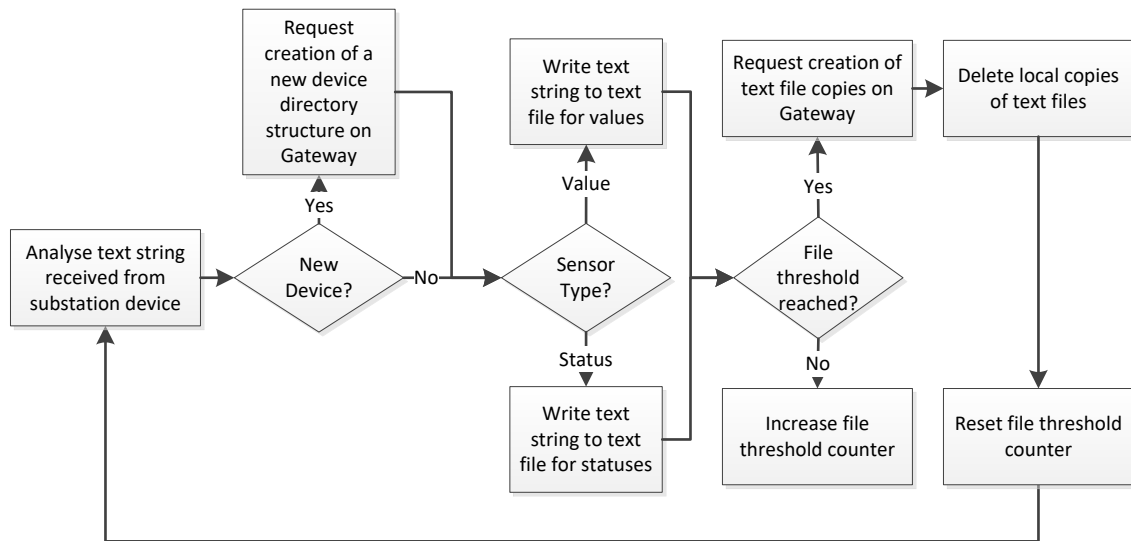 Request
creation of a
new device
directory
structure on
Gateway
Write text
string to text
file for values
Request creation of
text file copies on
Gateway
Delete local copies
of text files
Yes
Value
Yes
Analyse text string
received from
substation device
New
Device?
No
Sensor
Type?
File
threshold
reached?
Status
No
Write text
string to text
file for statuses
Increase file
threshold counter
Reset file threshold
counter